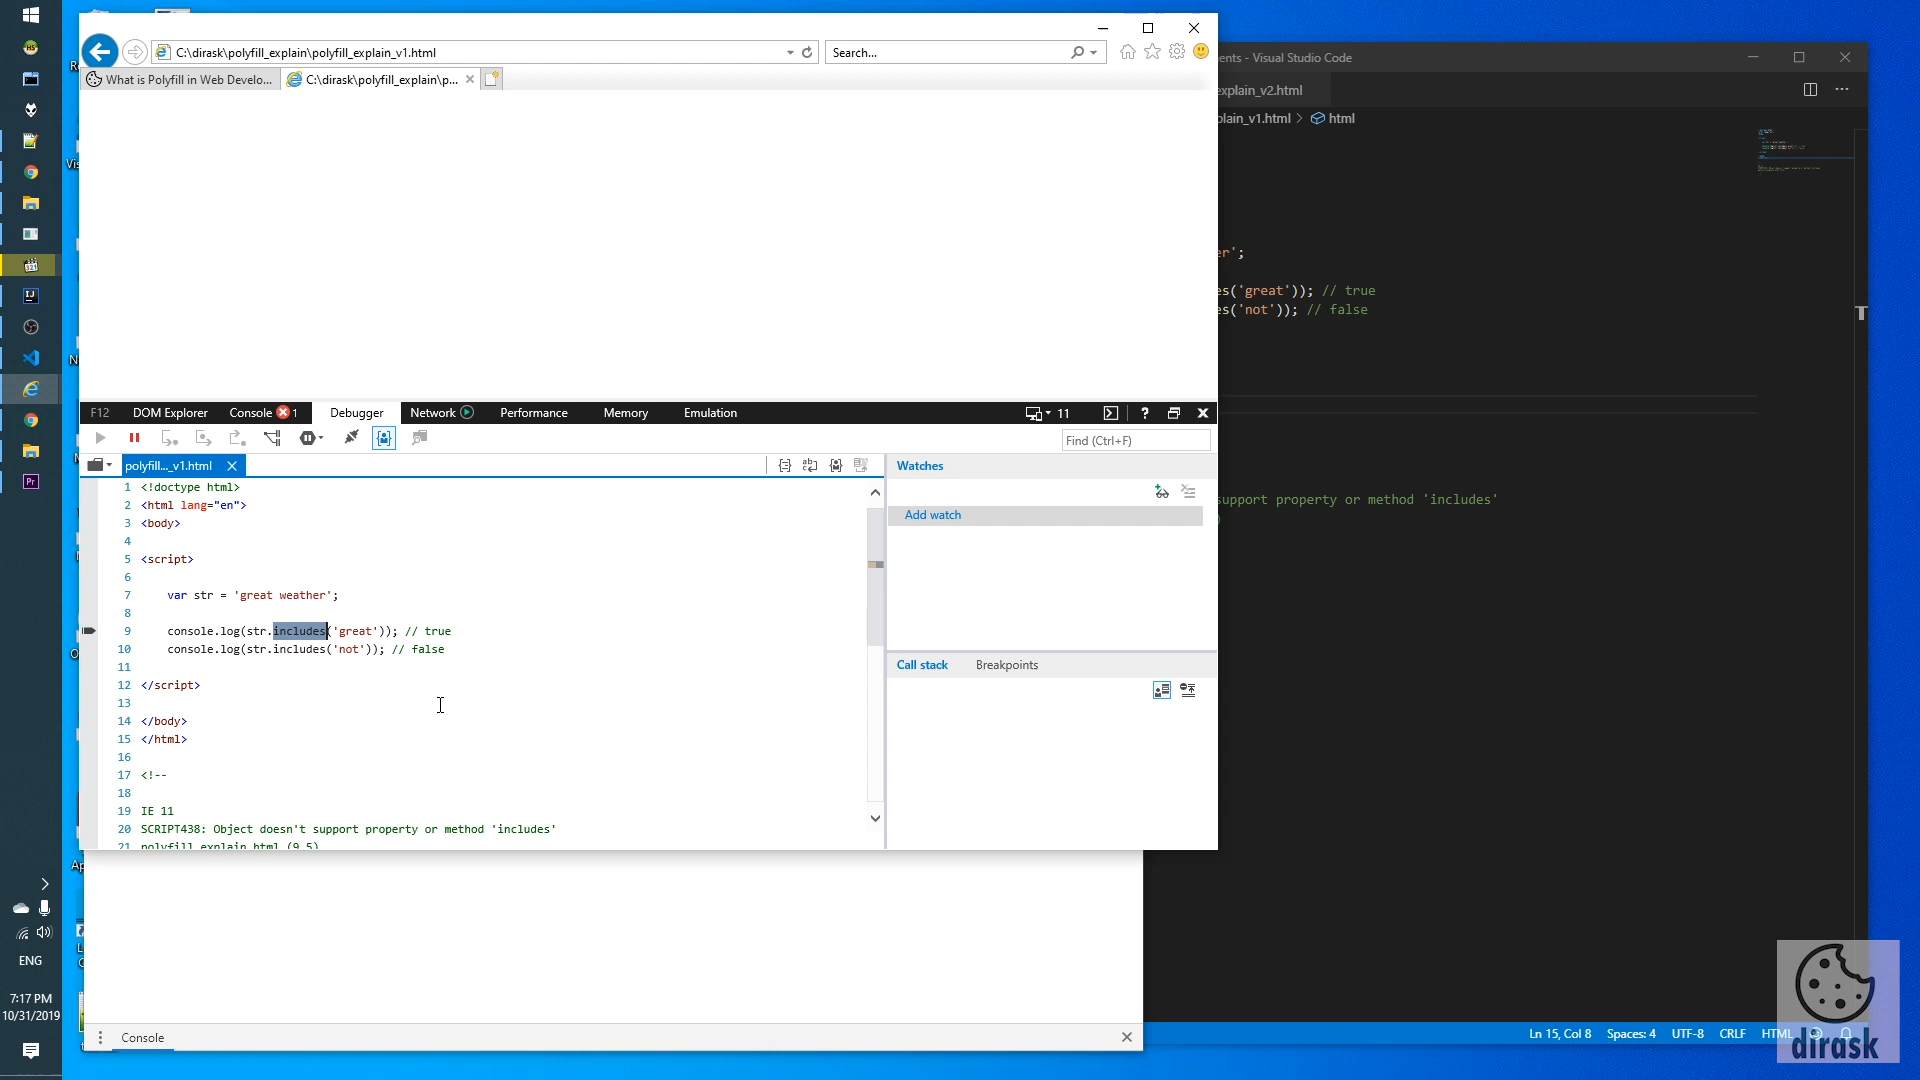 C:\dirask\polyfill_explain\polyfill_explain_v1.html
Search...
What is Polyfill in Web Develo...
C:\dirask\polyfill_explain\p...
ents - Visual Studio Code
explain_v2.html
plain_v1.html > html
er';
es('great')); // true
es('not')); // false
support property or method 'includes'
F12 DOM Explorer Console 1 Debugger Network Performance Memory Emulation 11 ?
Find (Ctrl+F)
polyfill..._v1.html
Watches
Add watch
Call stack Breakpoints
1 <!doctype html>
2 <html lang="en">
3 <body>
4
5 <script>
6
7 var str = 'great weather';
8
9 console.log(str.includes('great')); // true
10 console.log(str.includes('not')); // false
11
12 </script>
13
14 </body>
15 </html>
16
17 <!--
18
19 IE 11
20 SCRIPT438: Object doesn't support property or method 'includes'
21 polyfill_explain.html (9,5)
Console
ENG
7:17 PM
10/31/2019
Ln 15, Col 8 Spaces: 4 UTF-8 CRLF HTML
dirask